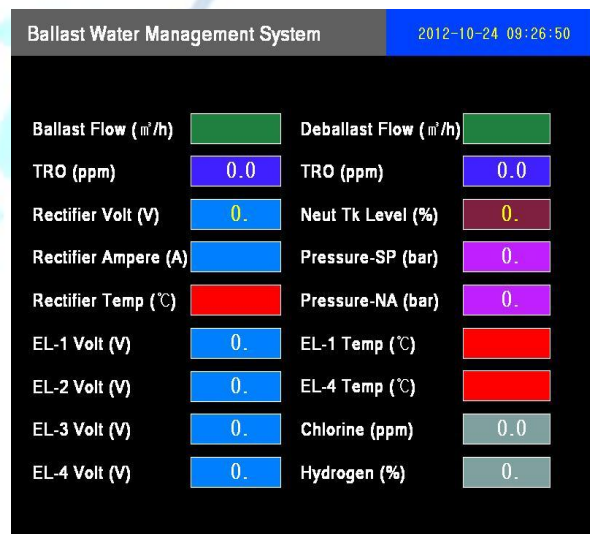 Ballast Water Management System 2012-10-24 09:26:50
Ballast Flow (㎥/h) Deballast Flow (㎥/h)
TRO (ppm) 0.0 TRO (ppm) 0.0
Rectifier Volt (V) 0. Neut Tk Level (%) 0.
Rectifier Ampere (A) Pressure-SP (bar) 0.
Rectifier Temp (℃) Pressure-NA (bar) 0.
EL-1 Volt (V) 0. EL-1 Temp (℃)
EL-2 Volt (V) 0. EL-4 Temp (℃)
EL-3 Volt (V) 0. Chlorine (ppm) 0.0
EL-4 Volt (V) 0. Hydrogen (%) 0.